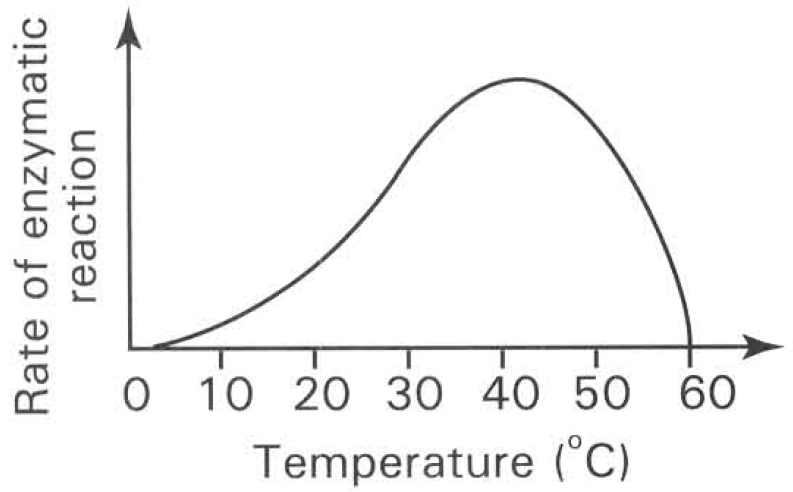 Rate of enzymatic
reaction
0 10 20 30 40 50 60
Temperature (°C)